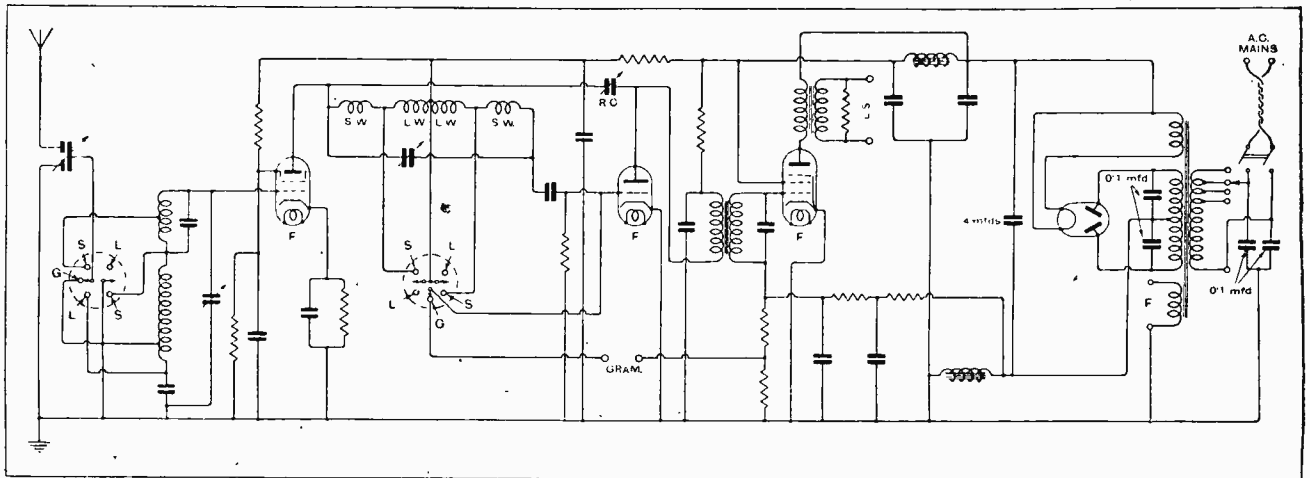 A.C.
MAINS
R C
S W.
L W.
L W.
S W.
L.S
0·1 mfd
4 mfds
S
L
G
L
S
F
S
L
L
S
G
F
F
F
0·1 mfd
GRAM.